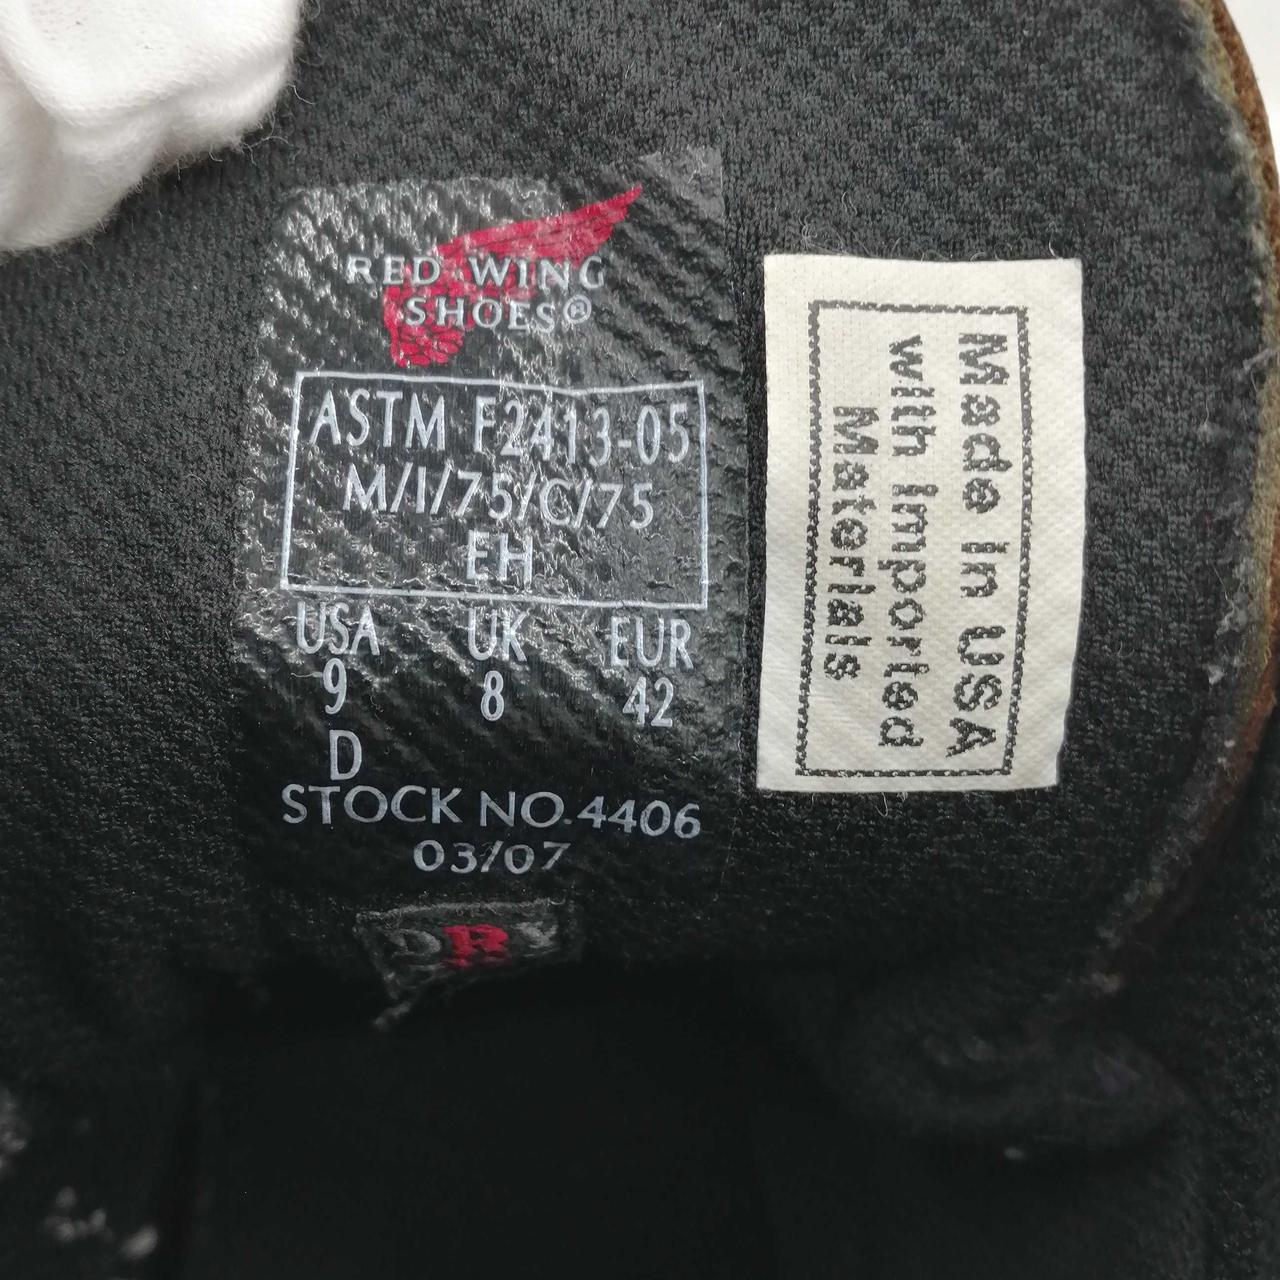 RED WING
SHOES®
ASTM F2413-05
M/I/75/C/75
EH
USA UK EUR
9 8 42
D
STOCK NO.4406
03/07
DRY
Made in USA
with Imported
Materials